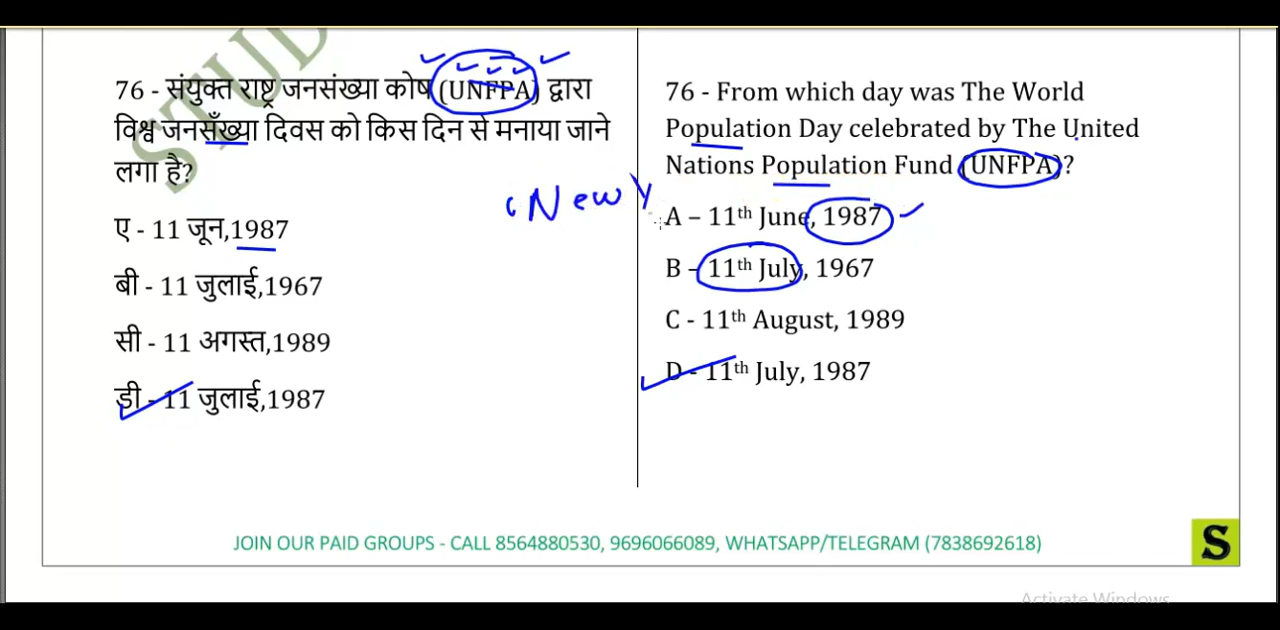 STUD
76 - संयुक्त राष्ट्र जनसंख्या कोष (UNFPA) द्वारा
विश्व जनसँख्या दिवस को किस दिन से मनाया जाने
लगा है?
ए - 11 जून,1987
बी - 11 जुलाई,1967
सी - 11 अगस्त,1989
डी - 11 जुलाई,1987
(New Y
76 - From which day was The World
Population Day celebrated by The United
Nations Population Fund (UNFPA)?
A – 11th June, 1987
B – 11th July, 1967
C - 11th August, 1989
D - 11th July, 1987
JOIN OUR PAID GROUPS - CALL 8564880530, 9696066089, WHATSAPP/TELEGRAM (7838692618)
S
Activate Windows